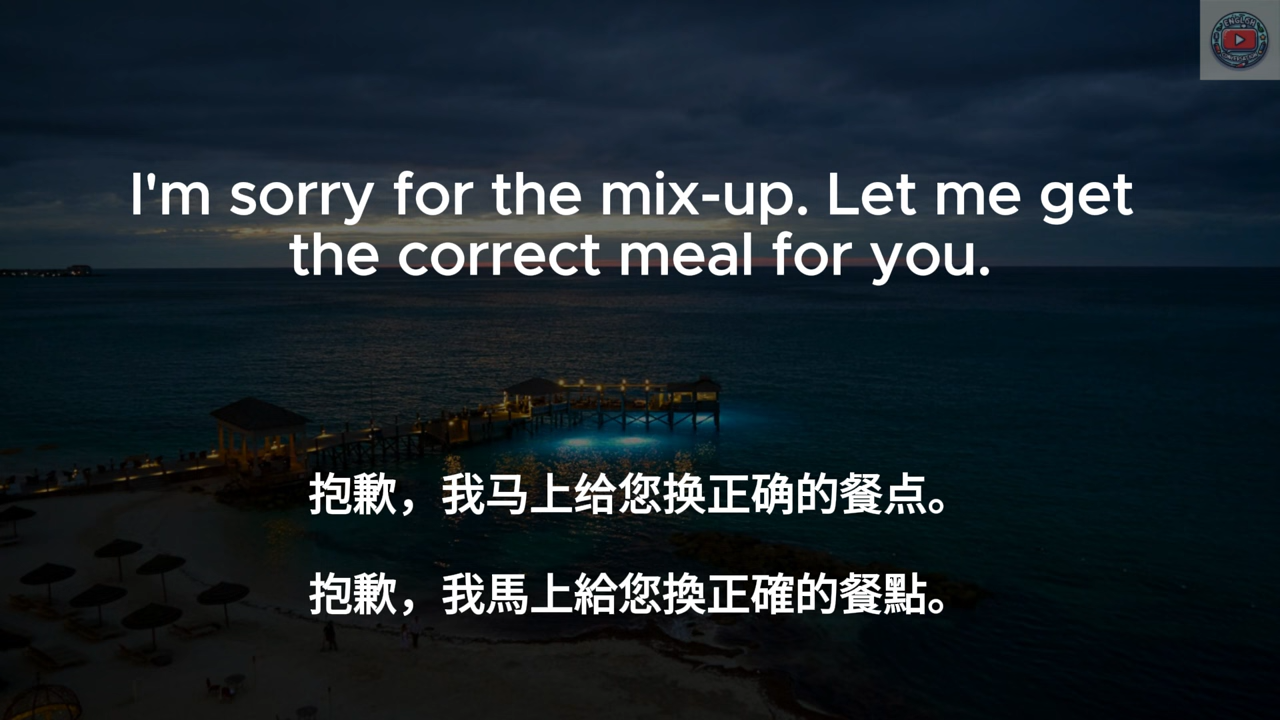 I'm sorry for the mix-up. Let me get
the correct meal for you.
抱歉，我马上给您换正确的餐点。
抱歉，我馬上給您換正確的餐點。